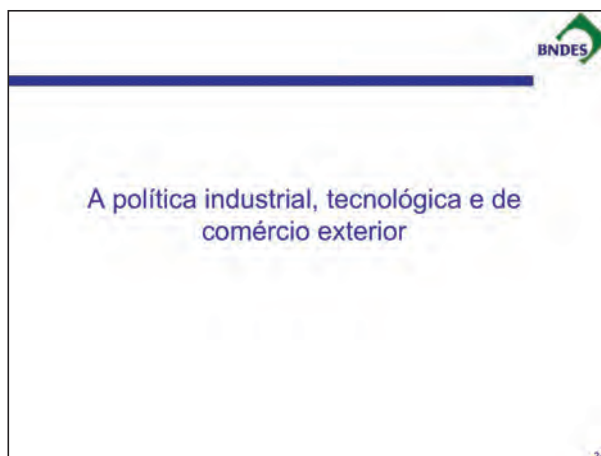 BNDES
A política industrial, tecnológica e de
comércio exterior